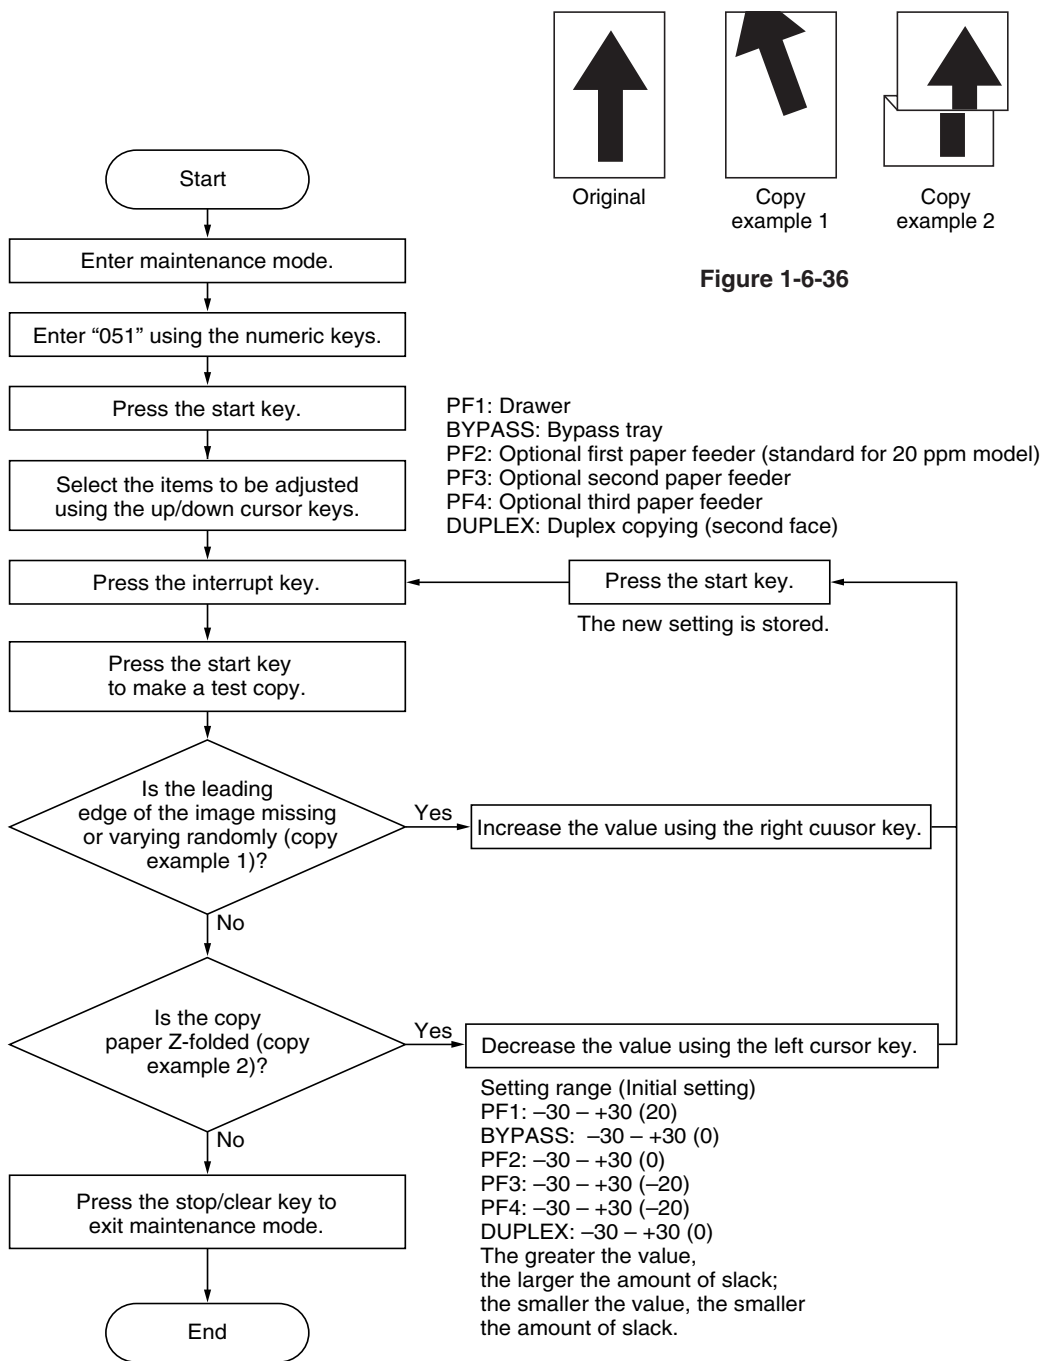 Original
Copy
example 1
Copy
example 2
Figure 1-6-36
Start
Enter maintenance mode.
Enter “051” using the numeric keys.
Press the start key.
Select the items to be adjusted
using the up/down cursor keys.
PF1: Drawer
BYPASS: Bypass tray
PF2: Optional first paper feeder (standard for 20 ppm model)
PF3: Optional second paper feeder
PF4: Optional third paper feeder
DUPLEX: Duplex copying (second face)
Press the interrupt key.
Press the start key.
The new setting is stored.
Press the start key
to make a test copy.
Is the leading
edge of the image missing
or varying randomly (copy
example 1)?
Yes
Increase the value using the right cuusor key.
No
Is the copy
paper Z-folded (copy
example 2)?
Yes
Decrease the value using the left cursor key.
Setting range (Initial setting)
PF1: –30 – +30 (20)
BYPASS: –30 – +30 (0)
PF2: –30 – +30 (0)
PF3: –30 – +30 (–20)
PF4: –30 – +30 (–20)
DUPLEX: –30 – +30 (0)
The greater the value,
the larger the amount of slack;
the smaller the value, the smaller
the amount of slack.
No
Press the stop/clear key to
exit maintenance mode.
End